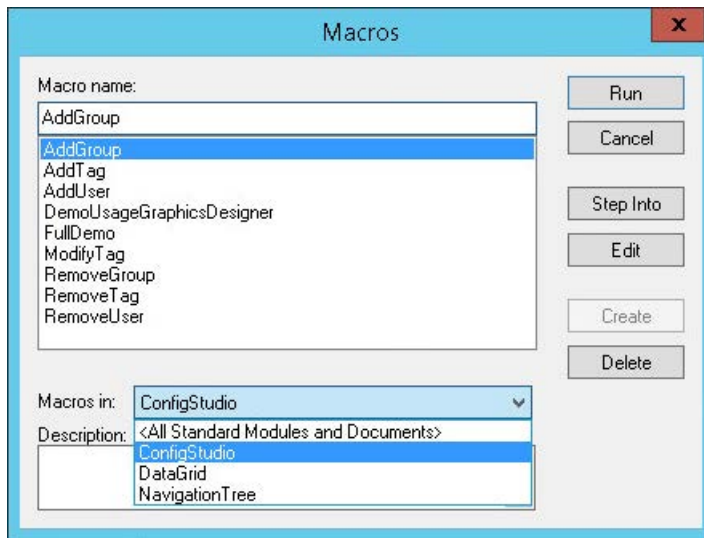 Macros
x
Macro name:
AddGroup
AddGroup
AddTag
AddUser
DemoUsageGraphicsDesigner
FullDemo
ModifyTag
RemoveGroup
RemoveTag
RemoveUser
Run
Cancel
Step Into
Edit
Create
Delete
Macros in:
ConfigStudio
Description:
<All Standard Modules and Documents>
ConfigStudio
DataGrid
NavigationTree